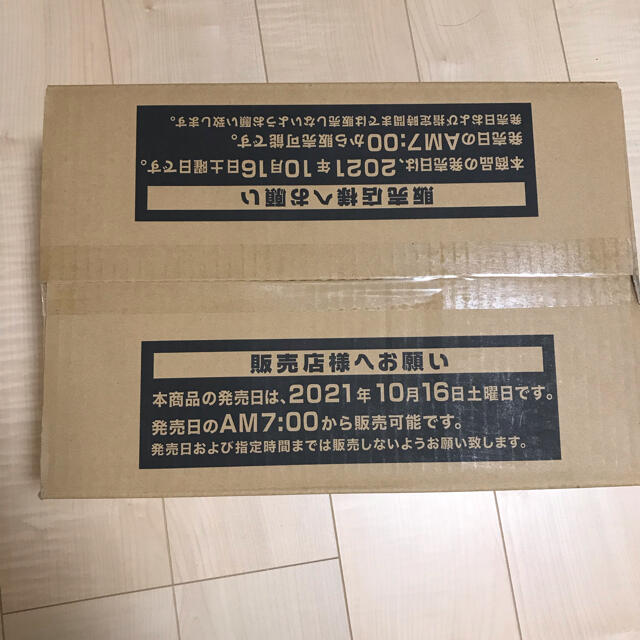 発売日および指定時間までは販売しないようお願い致します。
発売日のAM7:00から販売可能です。
本商品の発売日は、2021年10月16日土曜日です。
販売店様へお願い
販売店様へお願い
本商品の発売日は、2021年10月16日土曜日です。
発売日のAM7:00から販売可能です。
発売日および指定時間までは販売しないようお願い致します。